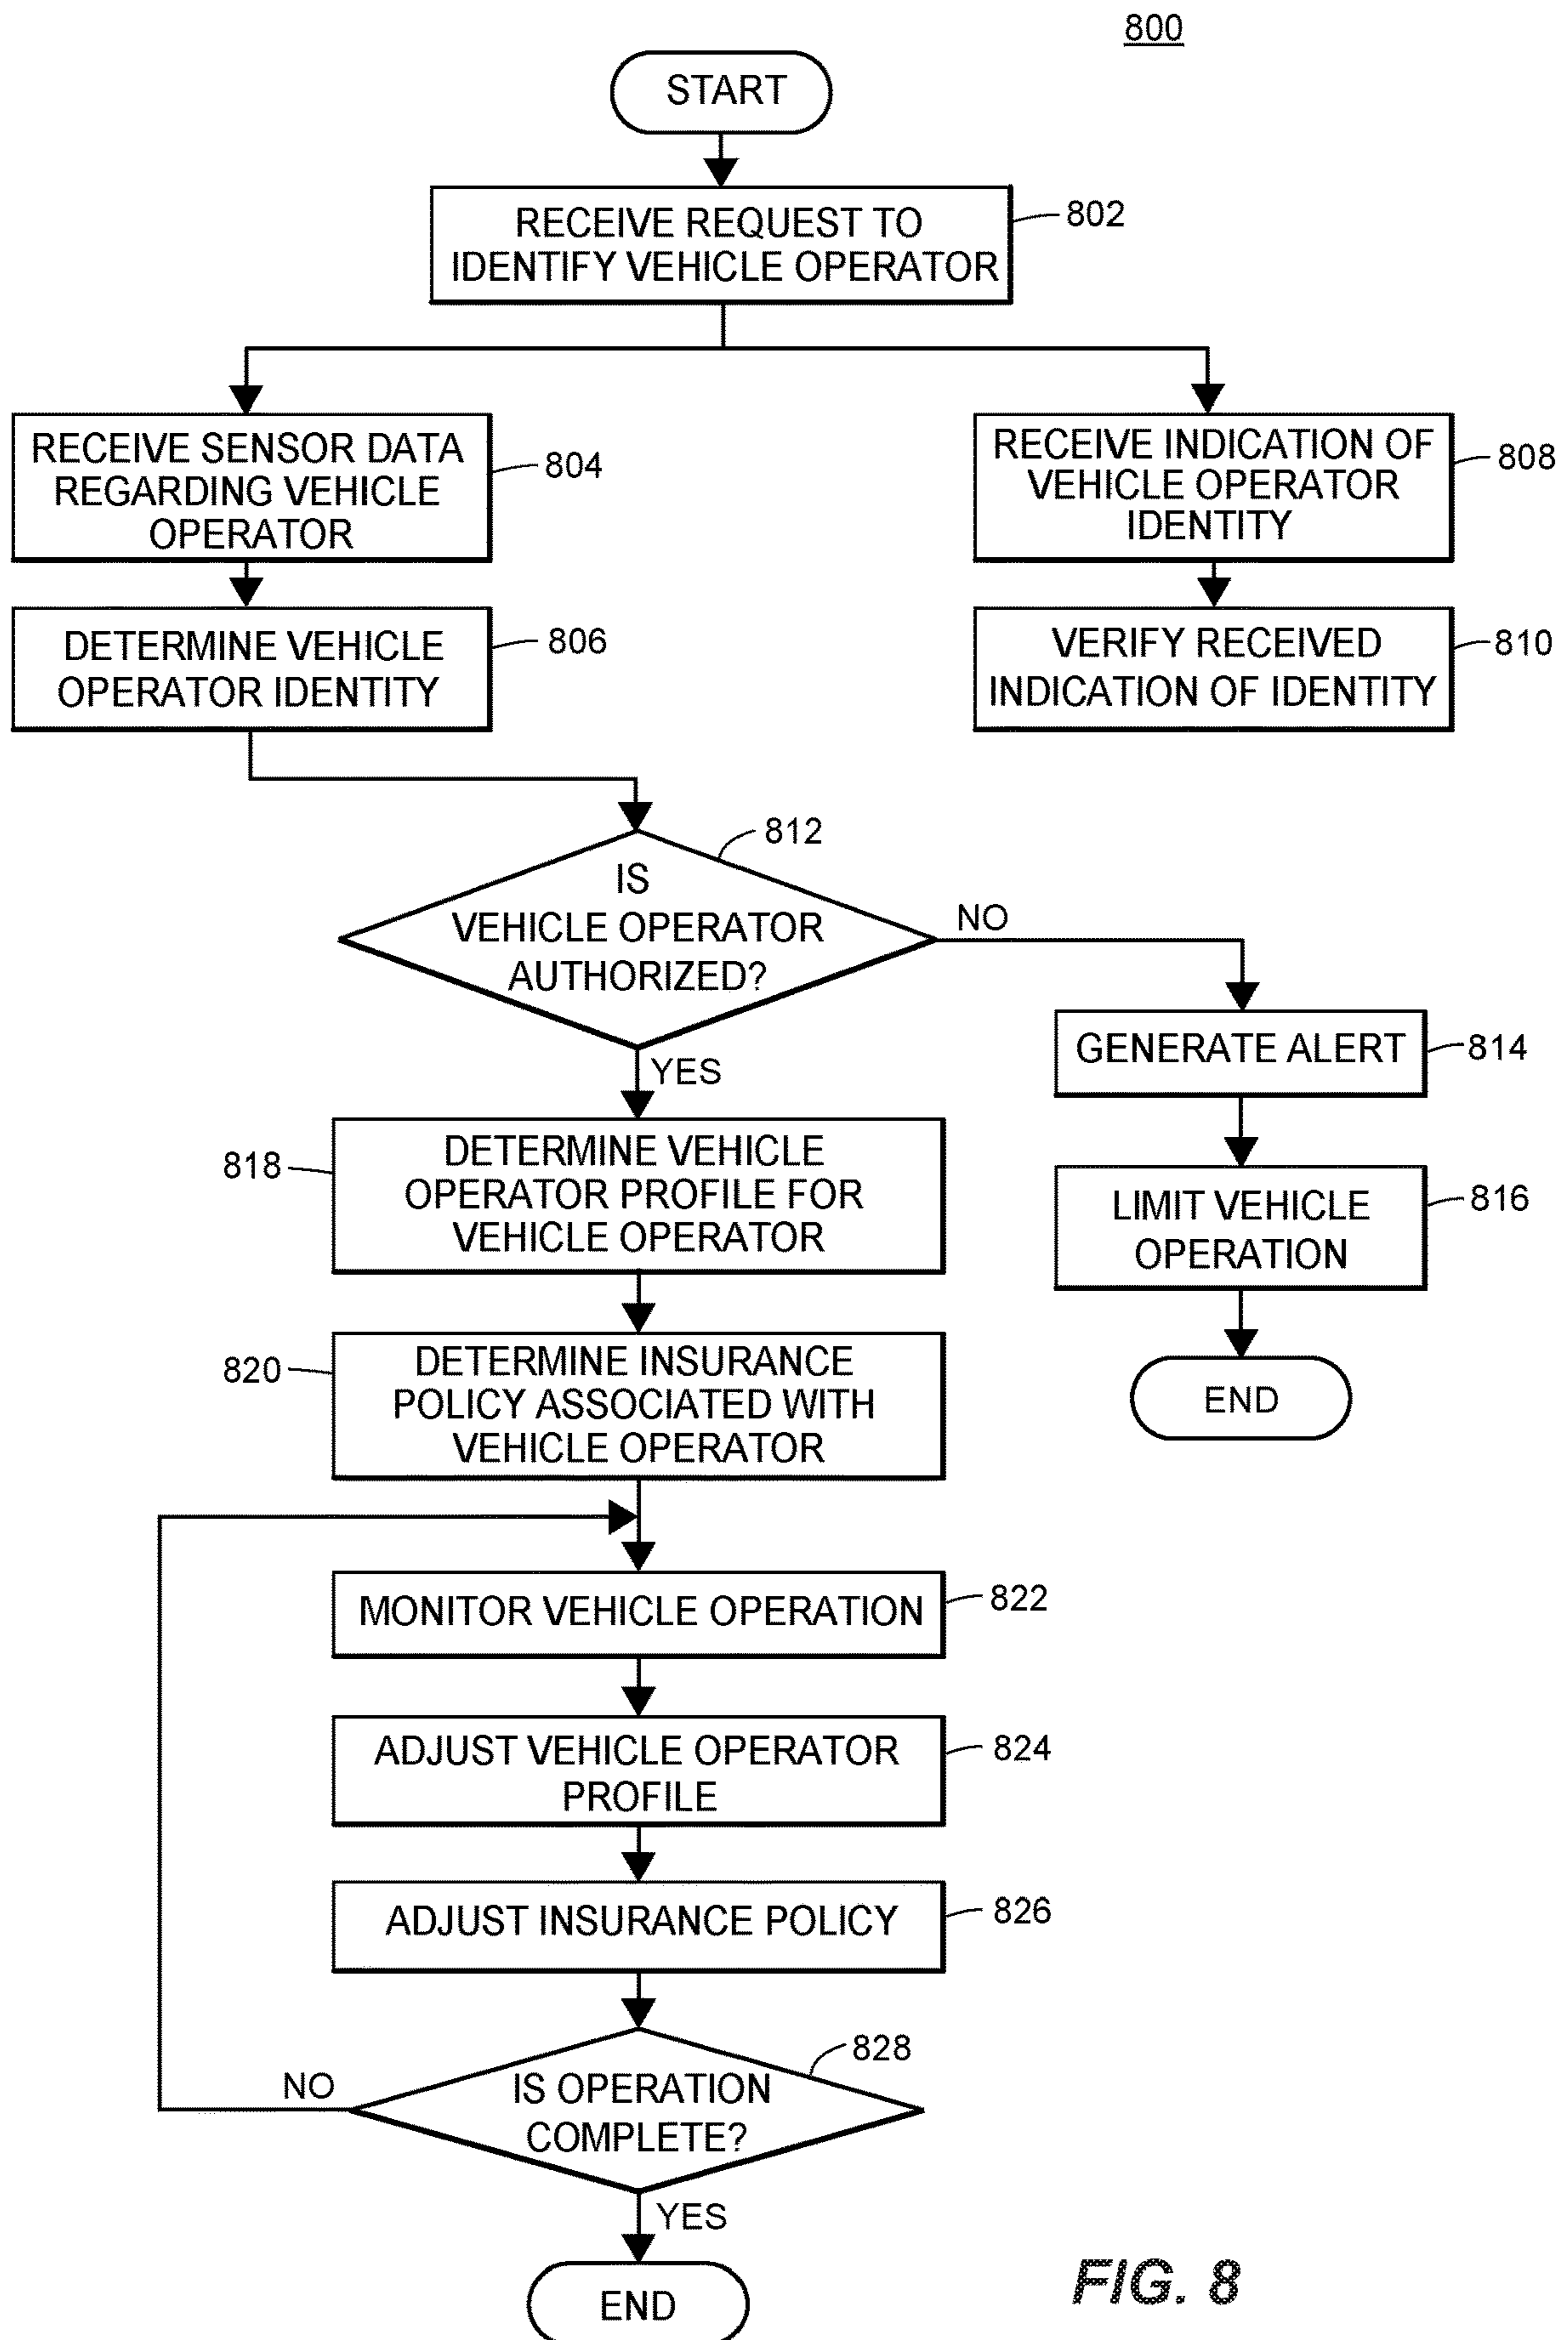 800
START
RECEIVE REQUEST TO
IDENTIFY VEHICLE OPERATOR
802
RECEIVE SENSOR DATA
REGARDING VEHICLE
OPERATOR
804
RECEIVE INDICATION OF
VEHICLE OPERATOR
IDENTITY
808
DETERMINE VEHICLE
OPERATOR IDENTITY
806
VERIFY RECEIVED
INDICATION OF IDENTITY
810
812
IS
VEHICLE OPERATOR
AUTHORIZED?
NO
YES
GENERATE ALERT
814
818
DETERMINE VEHICLE
OPERATOR PROFILE FOR
VEHICLE OPERATOR
LIMIT VEHICLE
OPERATION
816
820
DETERMINE INSURANCE
POLICY ASSOCIATED WITH
VEHICLE OPERATOR
END
MONITOR VEHICLE OPERATION
822
ADJUST VEHICLE OPERATOR
PROFILE
824
ADJUST INSURANCE POLICY
826
828
IS OPERATION
COMPLETE?
NO
YES
END
FIG. 8